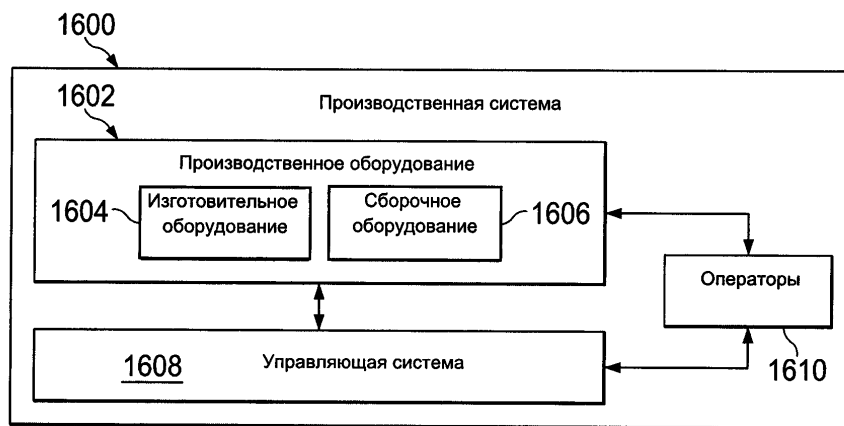 1600
Производственная система
1602
Производственное оборудование
1604
Изготовительное
оборудование
Сборочное
оборудование
1606
Операторы
1610
1608
Управляющая система